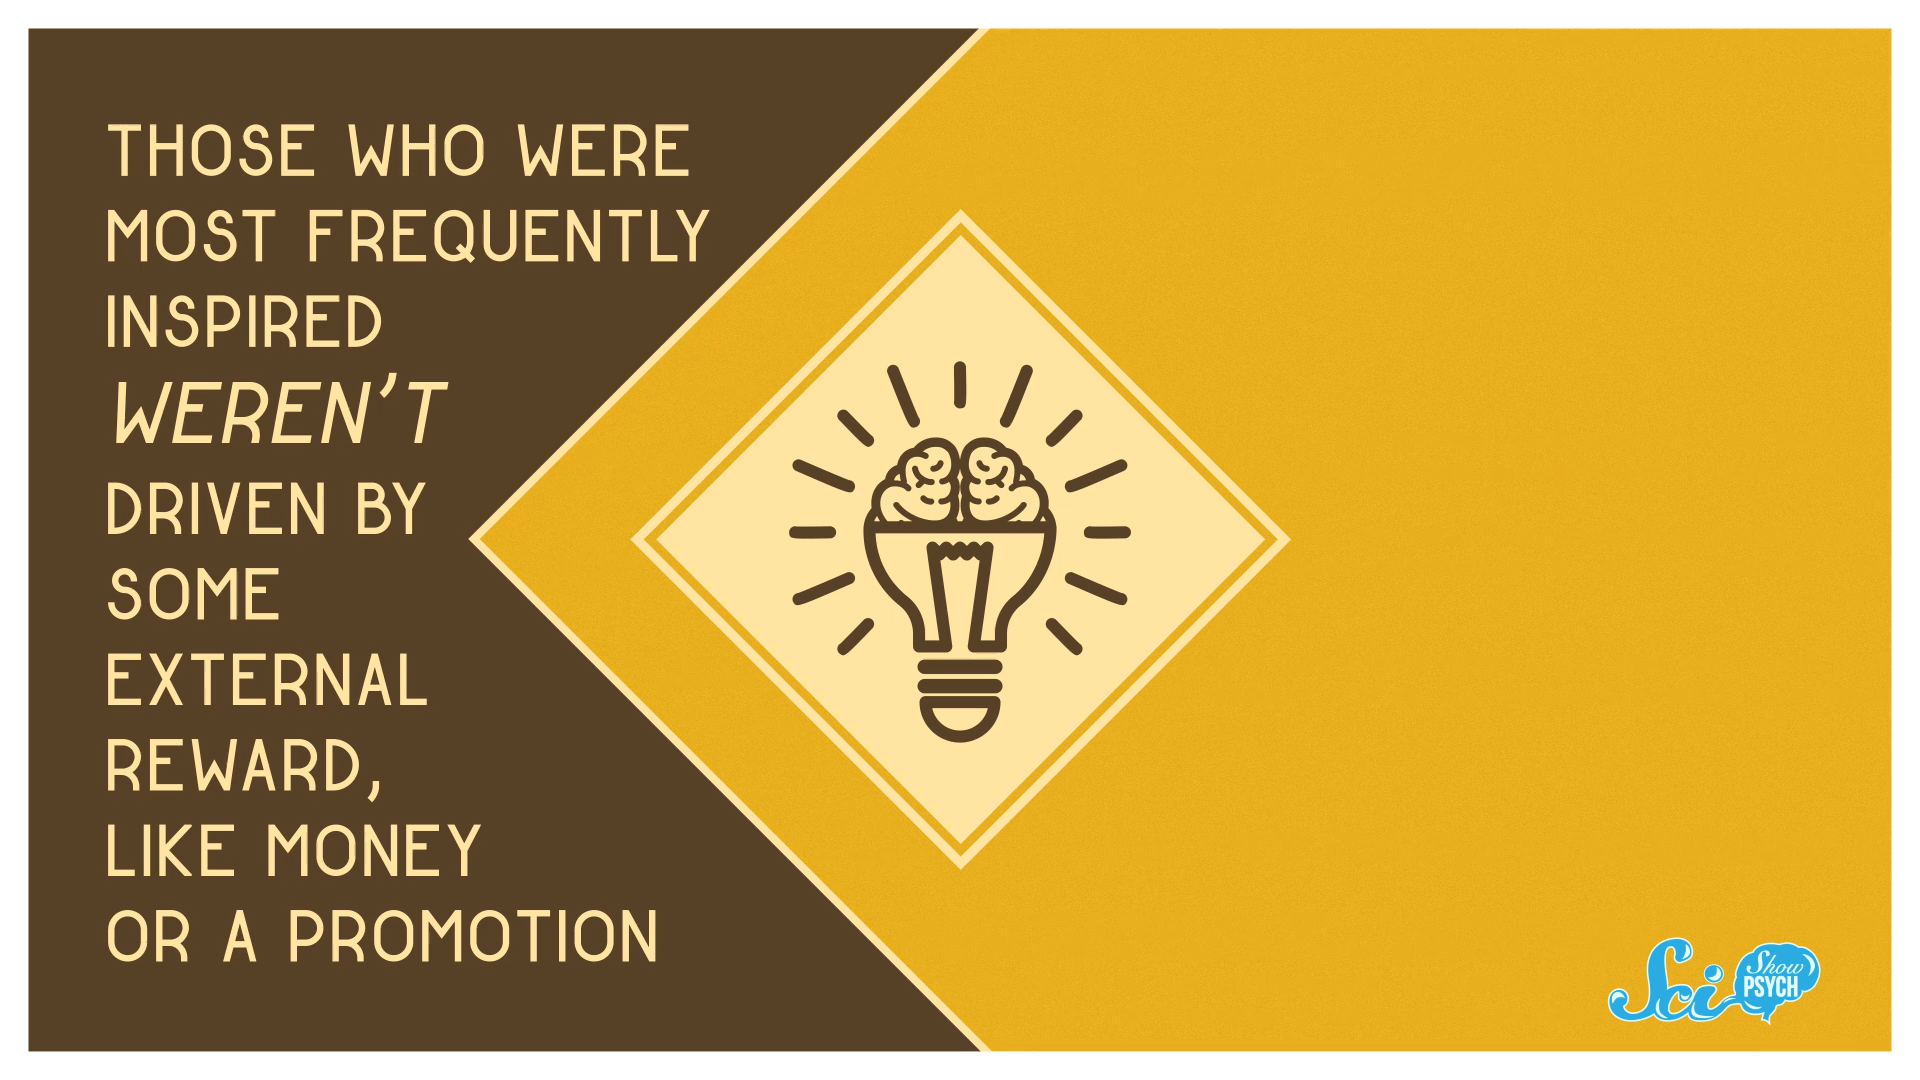 THOSE WHO WERE
MOST FREQUENTLY
INSPIRED
WEREN'T
DRIVEN BY
SOME
EXTERNAL
REWARD,
LIKE MONEY
OR A PROMOTION
Sci Show
PSYCH